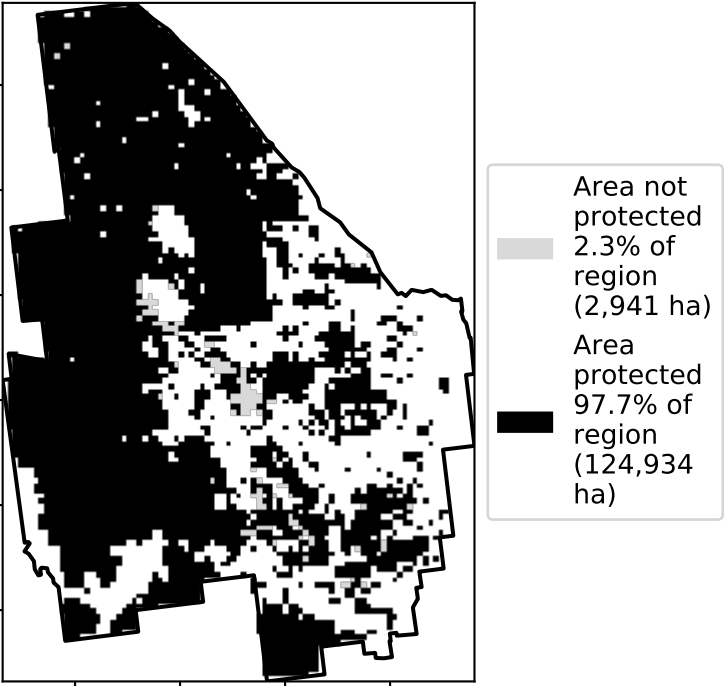 Area not
protected
2.3% of
region
(2,941 ha)
Area
protected
97.7% of
region
(124,934
ha)